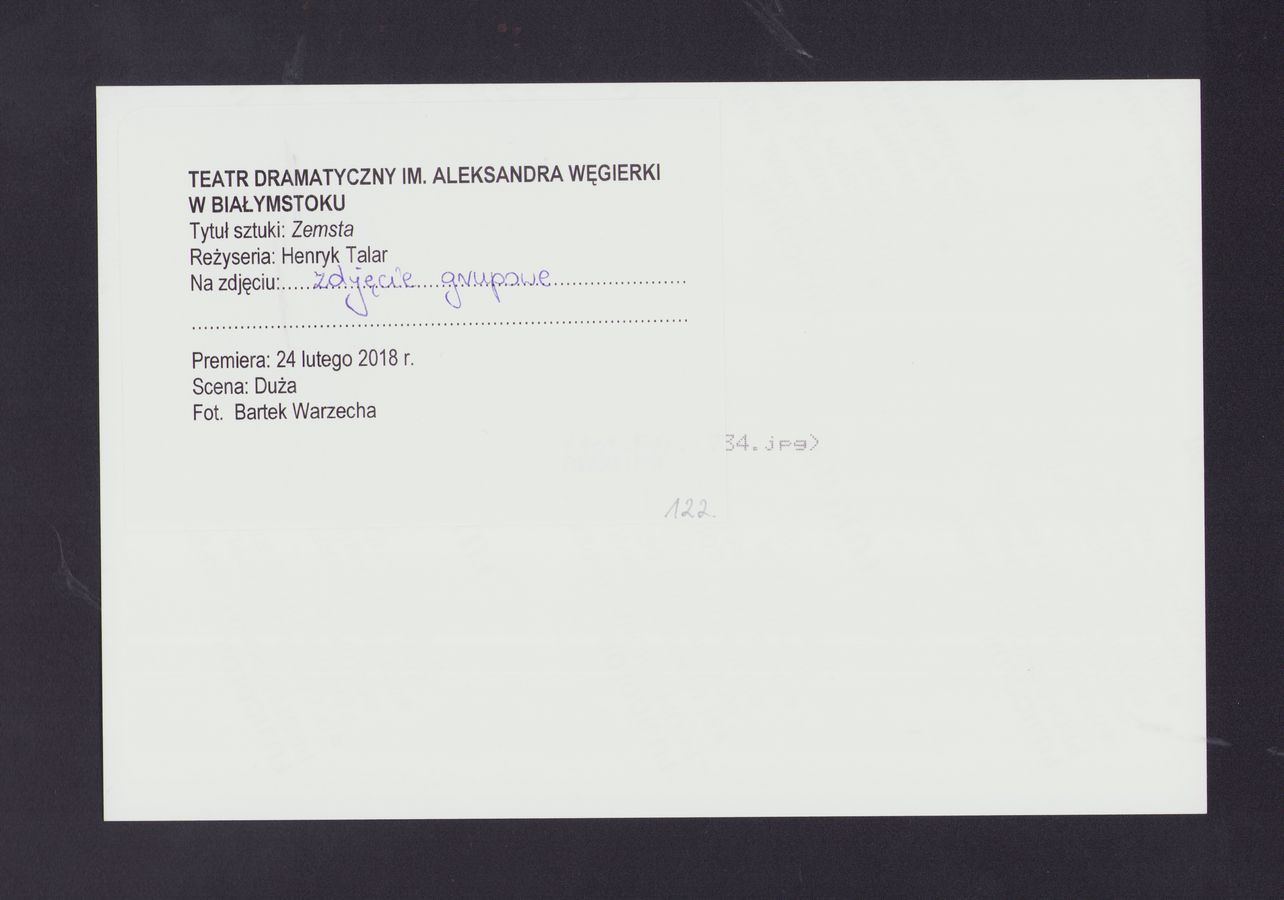 TEATR DRAMATYCZNY IM. ALEKSANDRA WĘGIERKI
W BIAŁYMSTOKU
Tytuł sztuki: Zemsta
Reżyseria: Henryk Talar
Na zdjęciu:..... zdjęcie grupowe ......................
...................................................................................
Premiera: 24 lutego 2018 r.
Scena: Duża
Fot. Bartek Warzecha
34.jpg)
122.